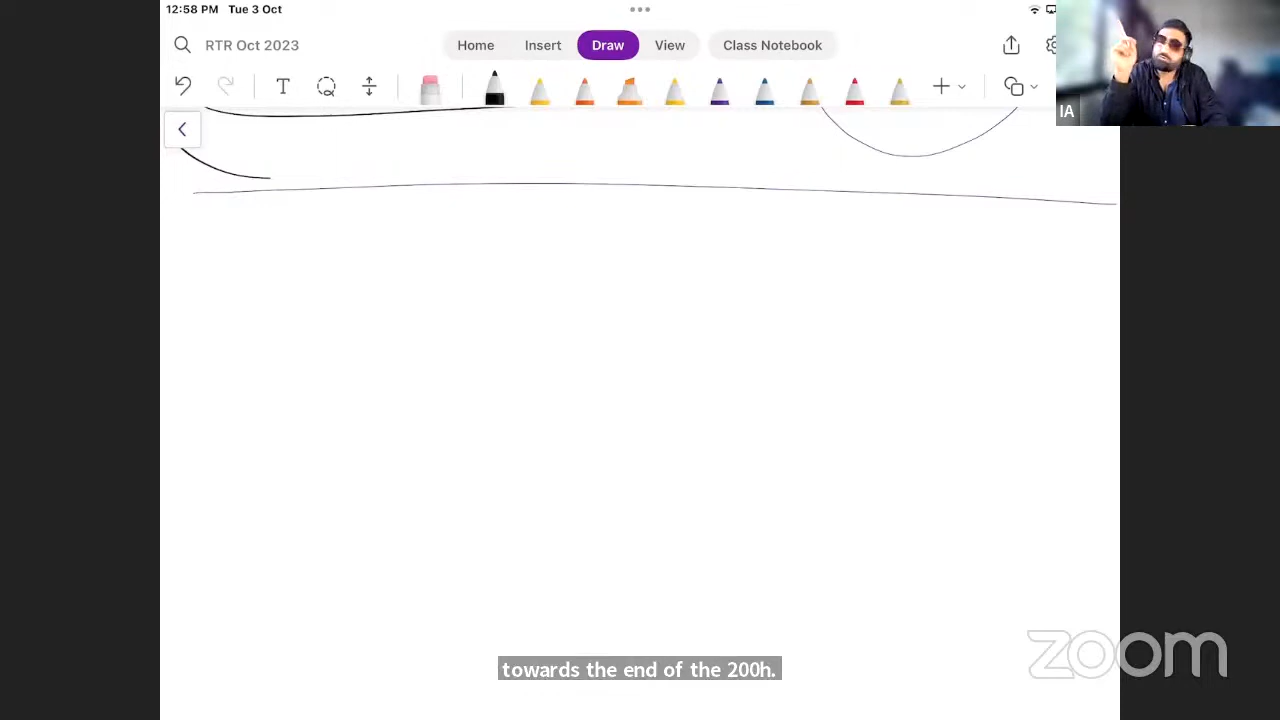 12:58 PM Tue 3 Oct
RTR Oct 2023
Home Insert Draw View Class Notebook
T
IA
towards the end of the 200h.
zoom